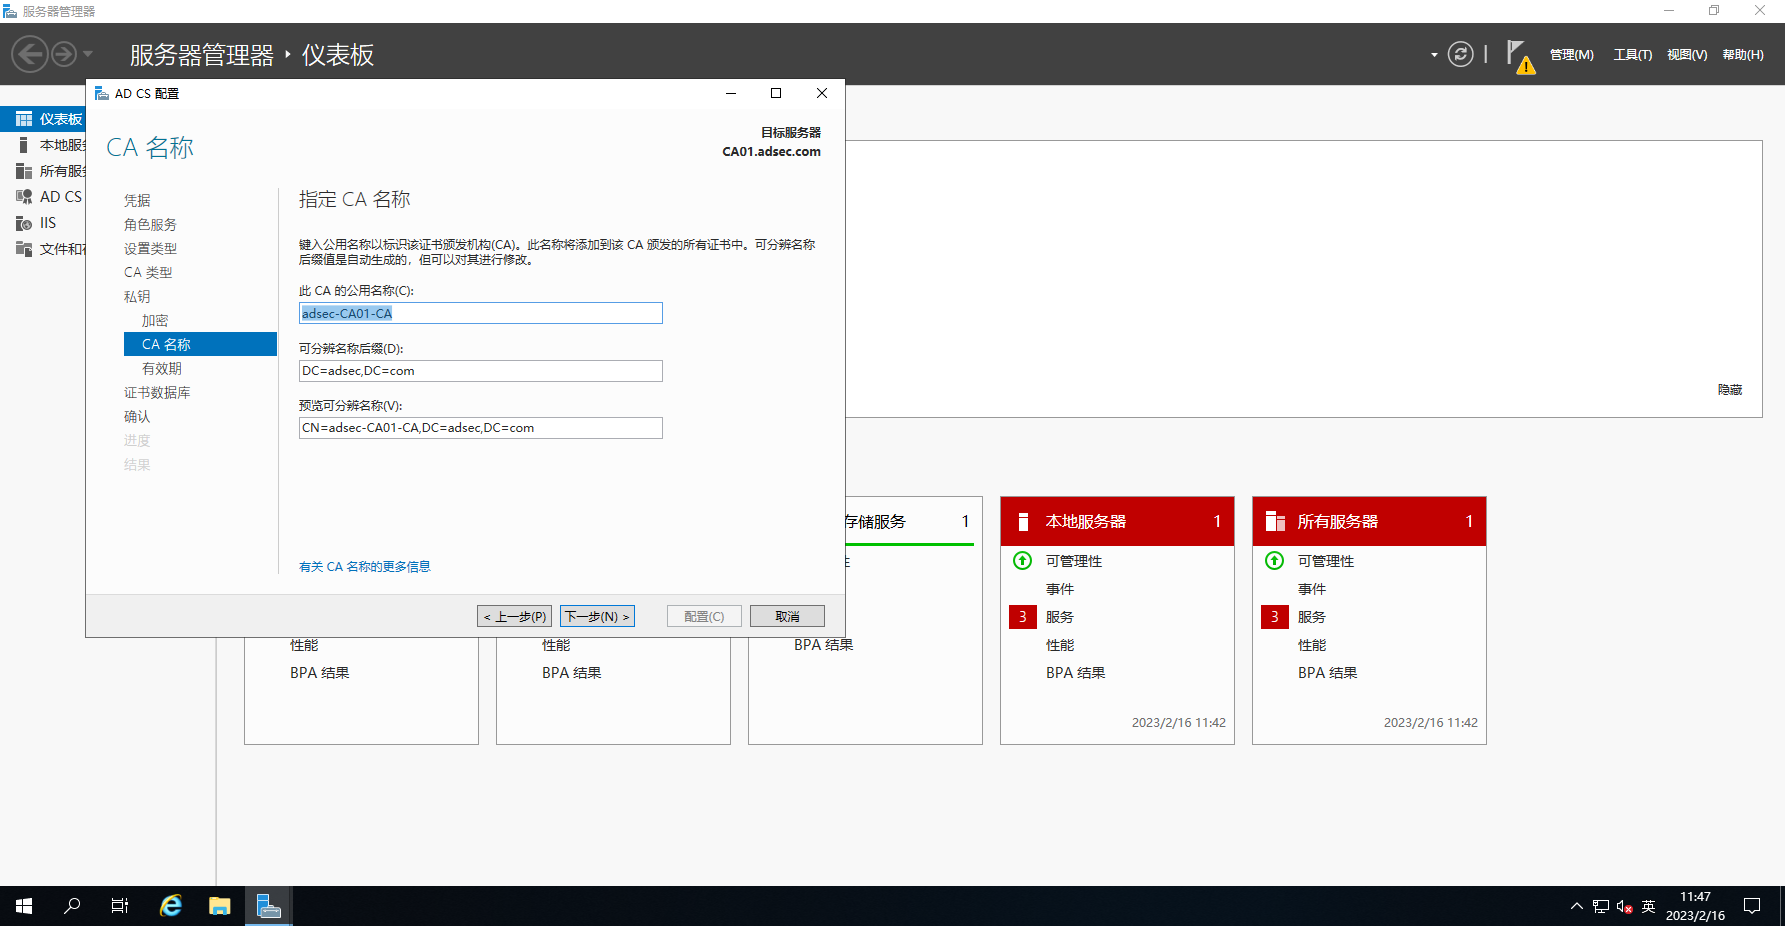 服务器管理器
服务器管理器 ‣ 仪表板
管理(M) 工具(T) 视图(V) 帮助(H)
仪表板
本地服务
所有服务
AD CS
IIS
文件和存
AD CS 配置
CA 名称
目标服务器
CA01.adsec.com
凭据
角色服务
设置类型
CA 类型
私钥
加密
CA 名称
有效期
证书数据库
确认
进度
结果
指定 CA 名称
键入公用名称以标识该证书颁发机构(CA)。此名称将添加到该 CA 颁发的所有证书中。可分辨名称
后缀值是自动生成的，但可以对其进行修改。
此 CA 的公用名称(C):
adsec-CA01-CA
可分辨名称后缀(D):
DC=adsec,DC=com
预览可分辨名称(V):
CN=adsec-CA01-CA,DC=adsec,DC=com
有关 CA 名称的更多信息
< 上一步(P) 下一步(N) > 配置(C) 取消
隐藏
性能
BPA 结果
性能
BPA 结果
存储服务 1
性
BPA 结果
本地服务器 1
可管理性
事件
3 服务
性能
BPA 结果
2023/2/16 11:42
所有服务器 1
可管理性
事件
3 服务
性能
BPA 结果
2023/2/16 11:42
英
11:47
2023/2/16